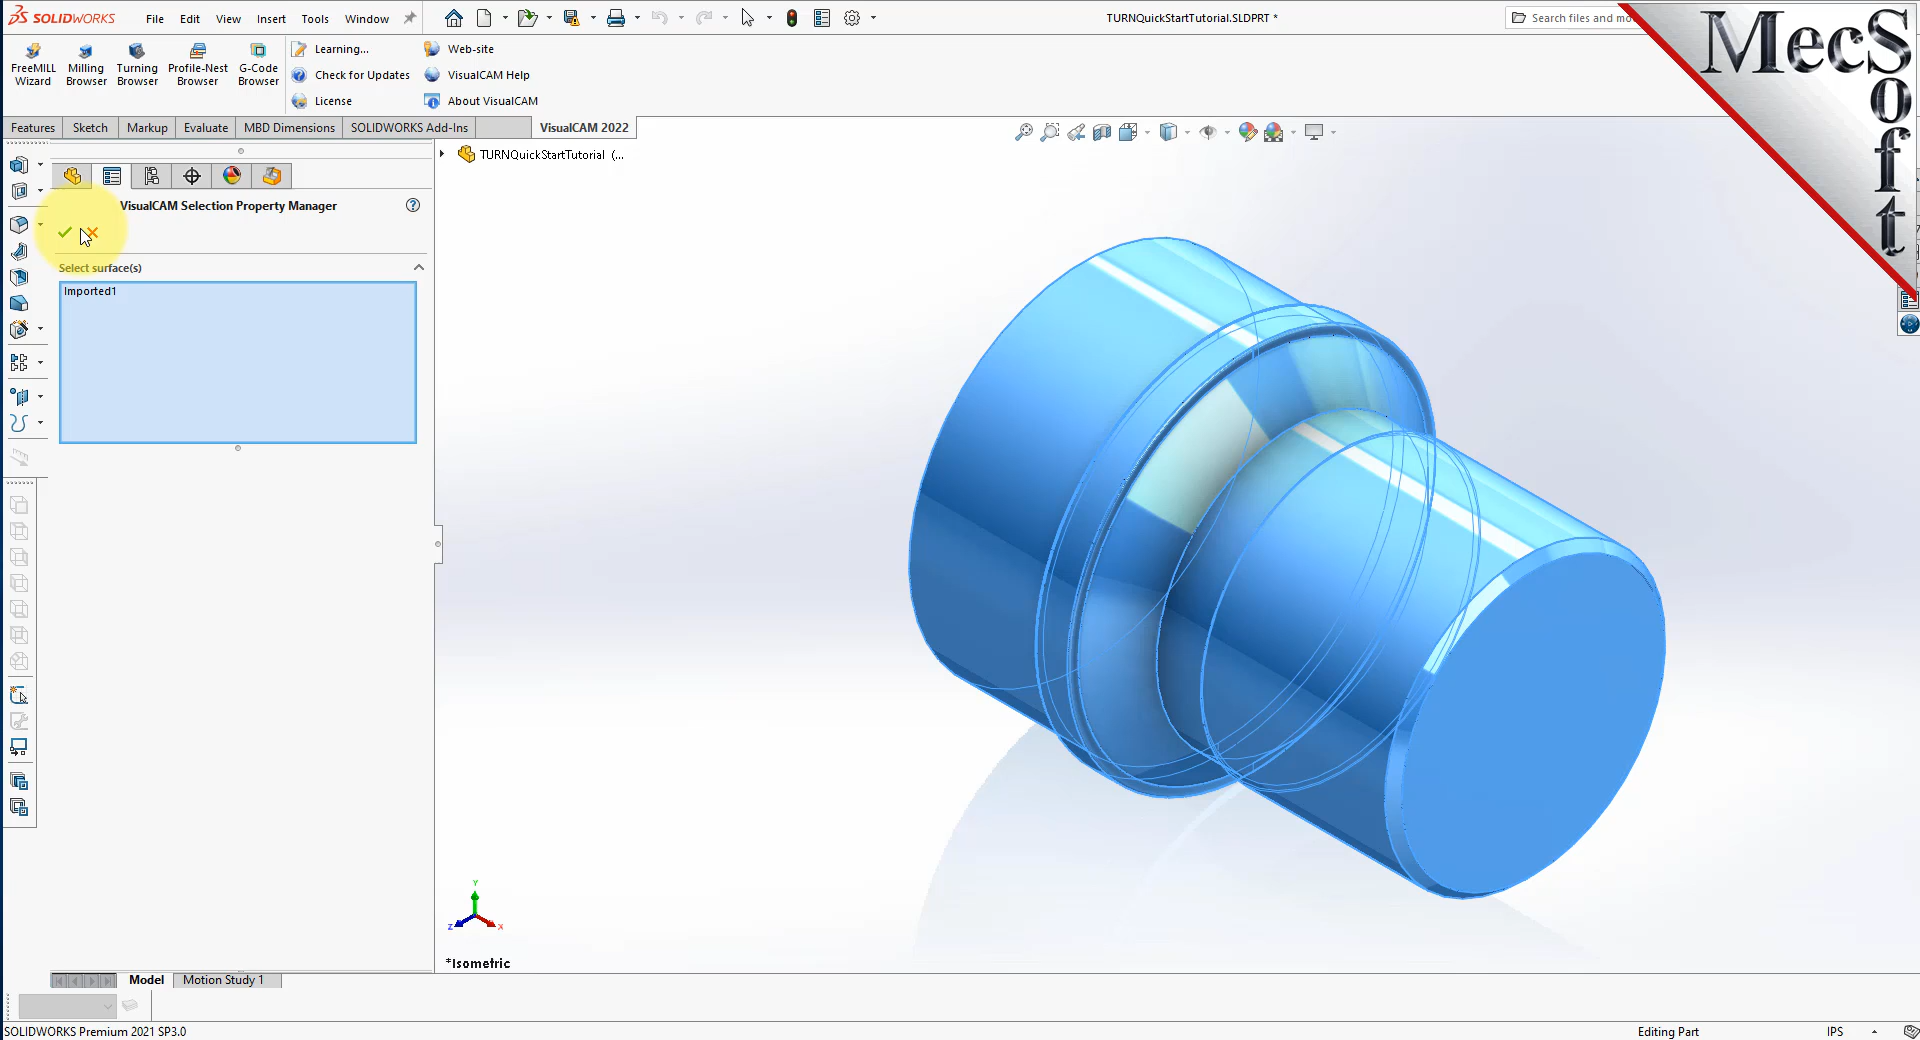 SOLIDWORKS File Edit View Insert Tools Window
TURNQuickStartTutorial.SLDPRT *
Search files and mo
MecSoft
FreeMILL Wizard
Milling Browser
Turning Browser
Profile-Nest Browser
G-Code Browser
Learning...
Check for Updates
License
Web-site
VisualCAM Help
About VisualCAM
Features Sketch Markup Evaluate MBD Dimensions SOLIDWORKS Add-Ins VisualCAM 2022
TURNQuickStartTutorial (...
VisualCAM Selection Property Manager
Select surface(s)
Imported1
Y
Z
X
*Isometric
Model Motion Study 1
SOLIDWORKS Premium 2021 SP3.0
Editing Part
IPS